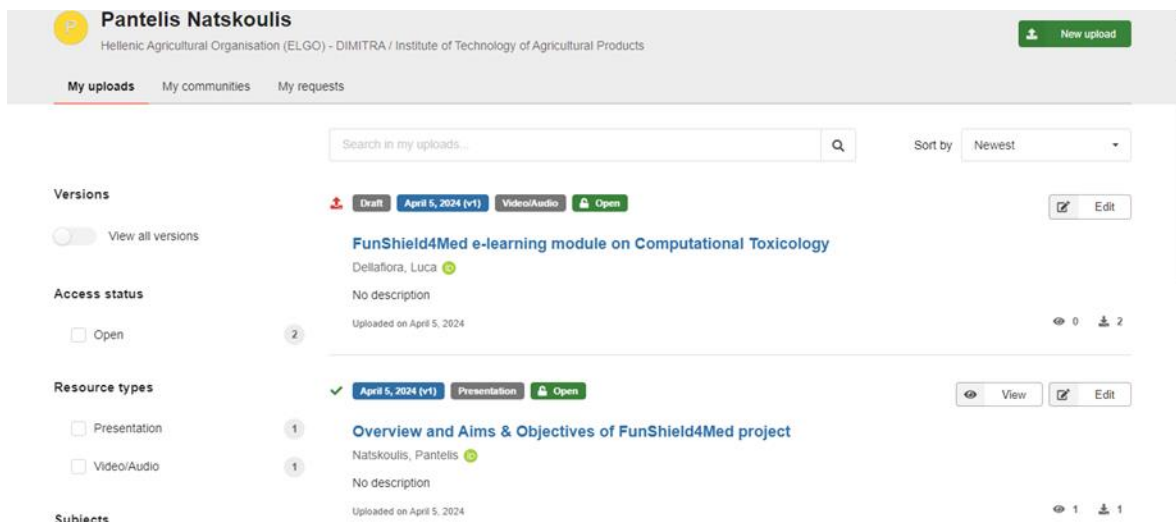 P
Pantelis Natskoulis
Hellenic Agricultural Organisation (ELGO) - DIMITRA / Institute of Technology of Agricultural Products
New upload
My uploads My communities My requests
Search in my uploads...
Sort by Newest
Versions
View all versions
Access status
Open 2
Resource types
Presentation 1
Video/Audio 1
Subjects
Draft April 5, 2024 (v1) Video/Audio Open
Edit
FunShield4Med e-learning module on Computational Toxicology
Dellafiora, Luca iD
No description
Uploaded on April 5, 2024
0 2
April 5, 2024 (v1) Presentation Open
View Edit
Overview and Aims & Objectives of FunShield4Med project
Natskoulis, Pantelis iD
No description
Uploaded on April 5, 2024
1 1